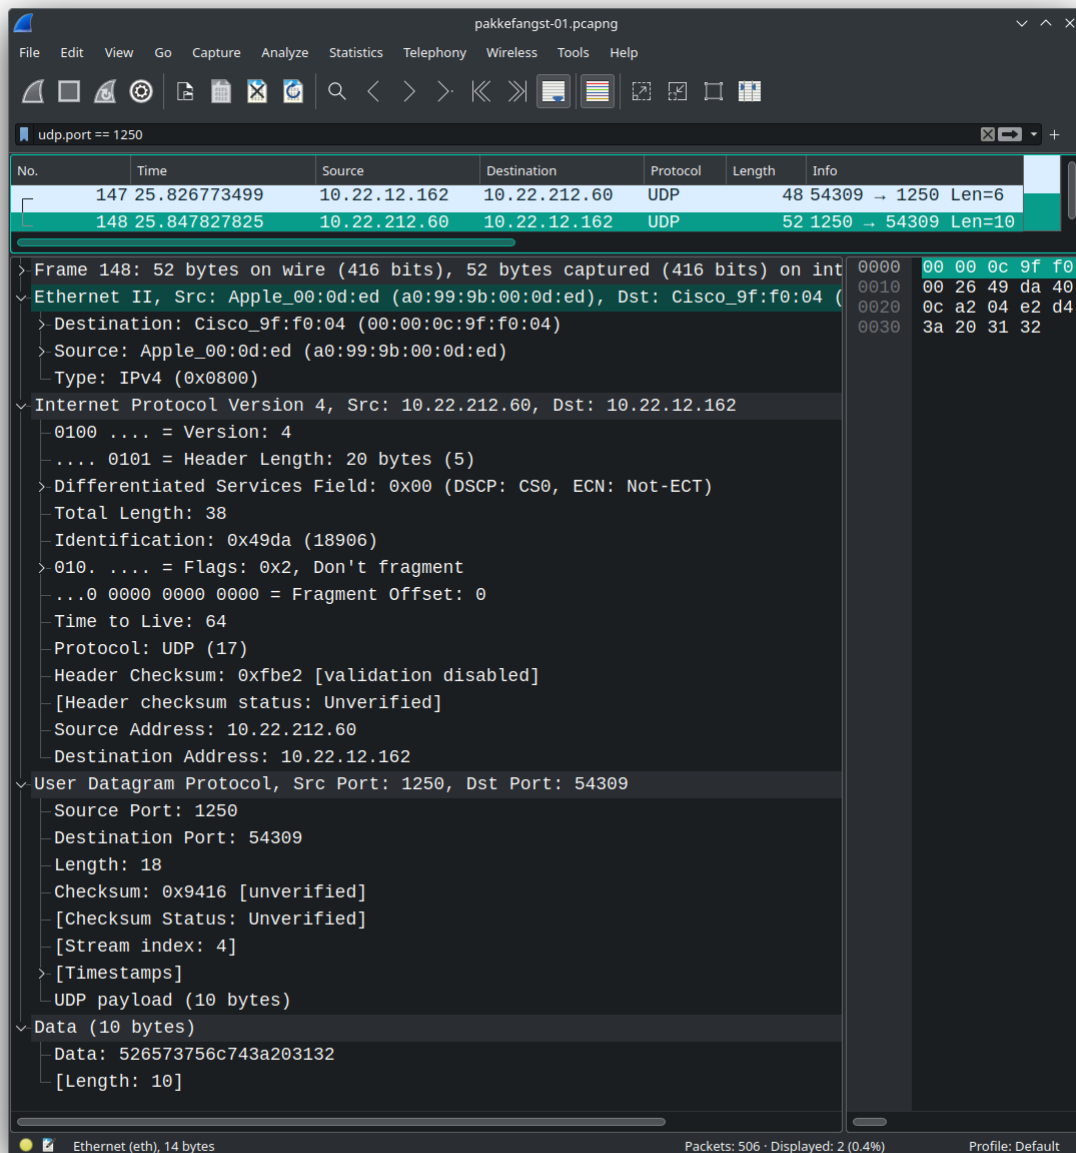 pakkefangst-01.pcapng
File Edit View Go Capture Analyze Statistics Telephony Wireless Tools Help
udp.port == 1250
No. Time Source Destination Protocol Length Info
147 25.826773499 10.22.12.162 10.22.212.60 UDP 48 54309 → 1250 Len=6
148 25.847827825 10.22.212.60 10.22.12.162 UDP 52 1250 → 54309 Len=10
Frame 148: 52 bytes on wire (416 bits), 52 bytes captured (416 bits) on int
Ethernet II, Src: Apple_00:0d:ed (a0:99:9b:00:0d:ed), Dst: Cisco_9f:f0:04 (
Destination: Cisco_9f:f0:04 (00:00:0c:9f:f0:04)
Source: Apple_00:0d:ed (a0:99:9b:00:0d:ed)
Type: IPv4 (0x0800)
Internet Protocol Version 4, Src: 10.22.212.60, Dst: 10.22.12.162
0100 .... = Version: 4
.... 0101 = Header Length: 20 bytes (5)
Differentiated Services Field: 0x00 (DSCP: CS0, ECN: Not-ECT)
Total Length: 38
Identification: 0x49da (18906)
010. .... = Flags: 0x2, Don't fragment
...0 0000 0000 0000 = Fragment Offset: 0
Time to Live: 64
Protocol: UDP (17)
Header Checksum: 0xfbe2 [validation disabled]
[Header checksum status: Unverified]
Source Address: 10.22.212.60
Destination Address: 10.22.12.162
User Datagram Protocol, Src Port: 1250, Dst Port: 54309
Source Port: 1250
Destination Port: 54309
Length: 18
Checksum: 0x9416 [unverified]
[Checksum Status: Unverified]
[Stream index: 4]
[Timestamps]
UDP payload (10 bytes)
Data (10 bytes)
Data: 526573756c743a203132
[Length: 10]
0000 00 00 0c 9f f0
0010 00 26 49 da 40
0020 0c a2 04 e2 d4
0030 3a 20 31 32
Ethernet (eth), 14 bytes Packets: 506 · Displayed: 2 (0.4%) Profile: Default